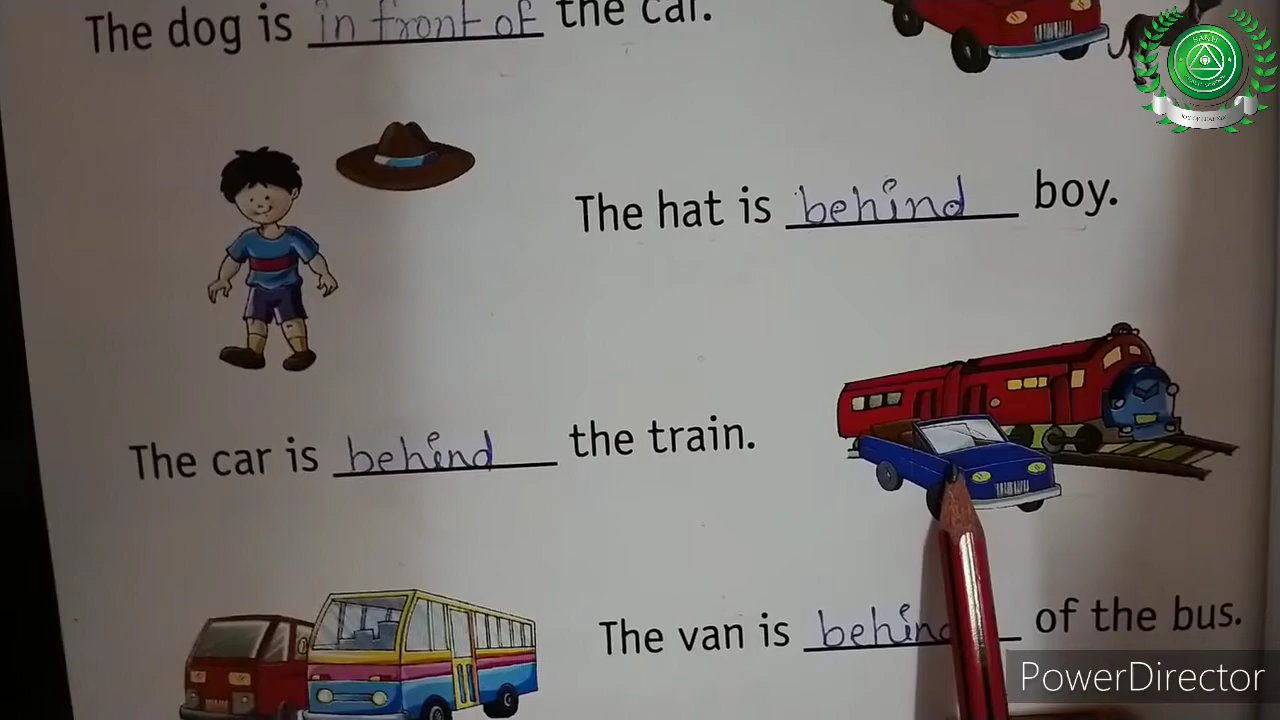 The dog is in front of the car.
The hat is behind boy.
The car is behind the train.
The van is behind of the bus.
PowerDirector